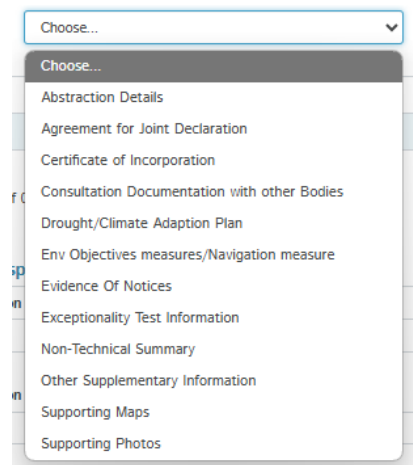 Choose...
Choose...
Abstraction Details
Agreement for Joint Declaration
Certificate of Incorporation
Consultation Documentation with other Bodies
Drought/Climate Adaption Plan
Env Objectives measures/Navigation measure
Evidence Of Notices
Exceptionality Test Information
Non-Technical Summary
Other Supplementary Information
Supporting Maps
Supporting Photos